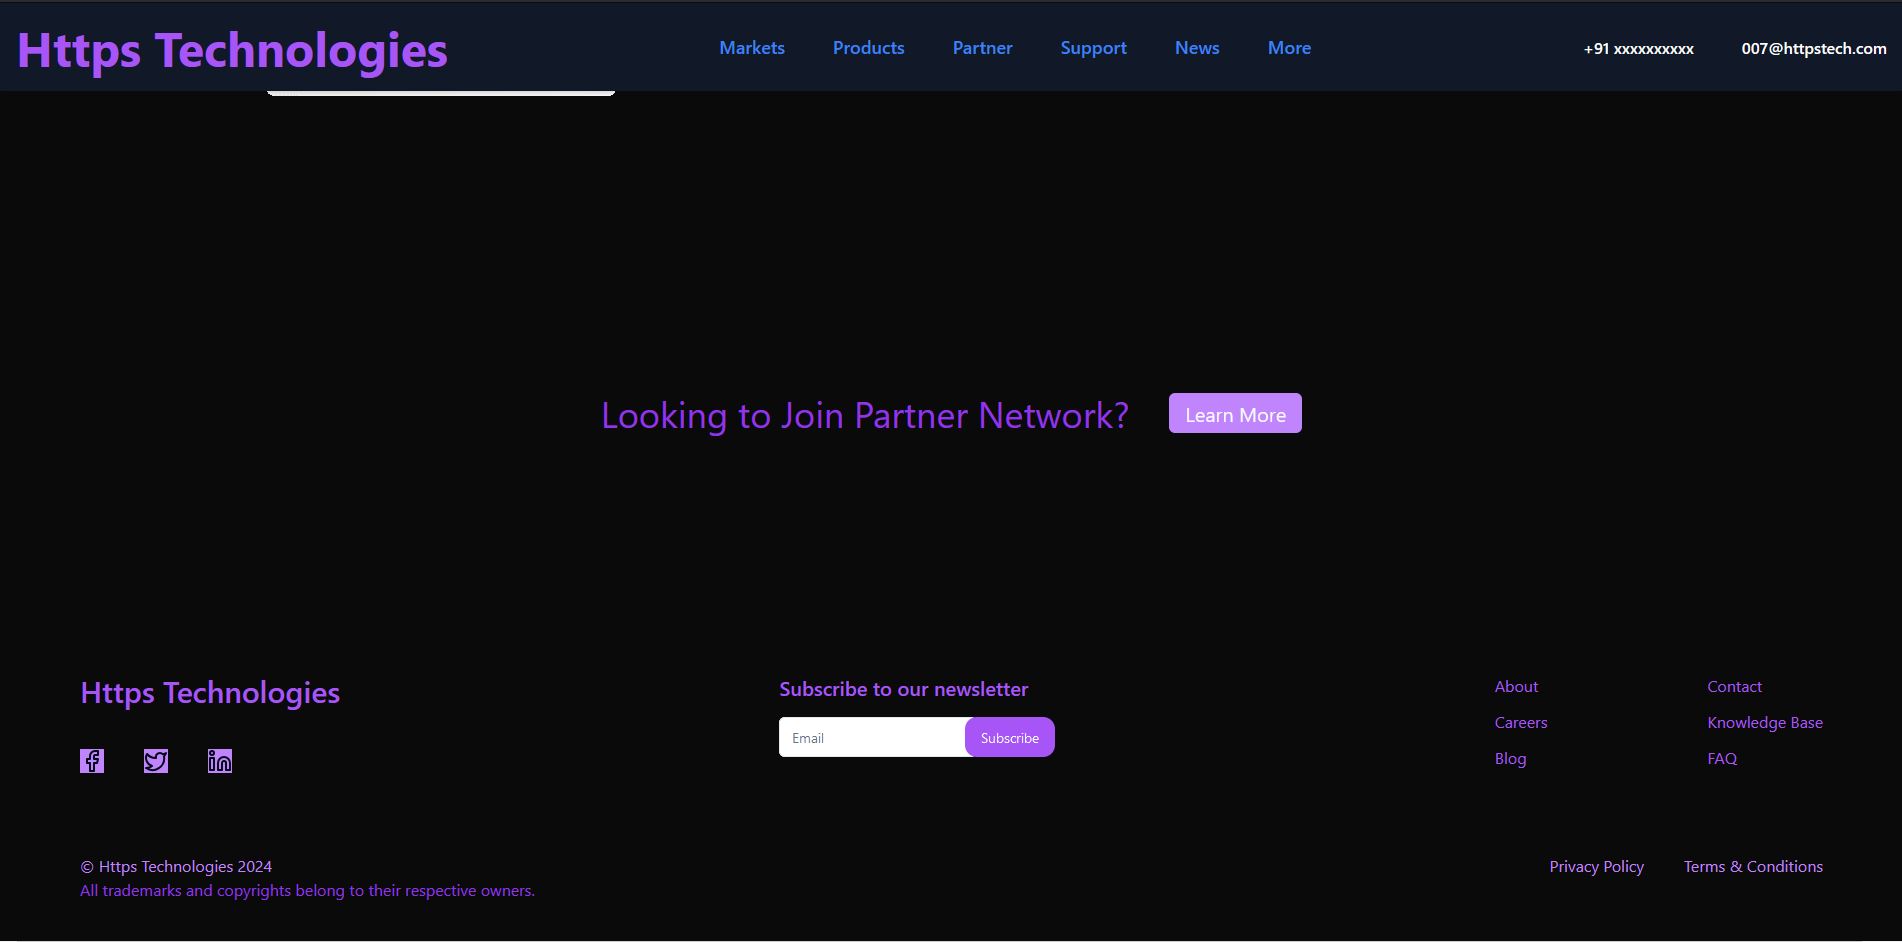 Https Technologies
Markets Products Partner Support News More
+91 xxxxxxxxxx 007@httpstech.com
Looking to Join Partner Network? Learn More
Https Technologies
Subscribe to our newsletter
Email Subscribe
About Contact
Careers Knowledge Base
Blog FAQ
© Https Technologies 2024
All trademarks and copyrights belong to their respective owners.
Privacy Policy Terms & Conditions